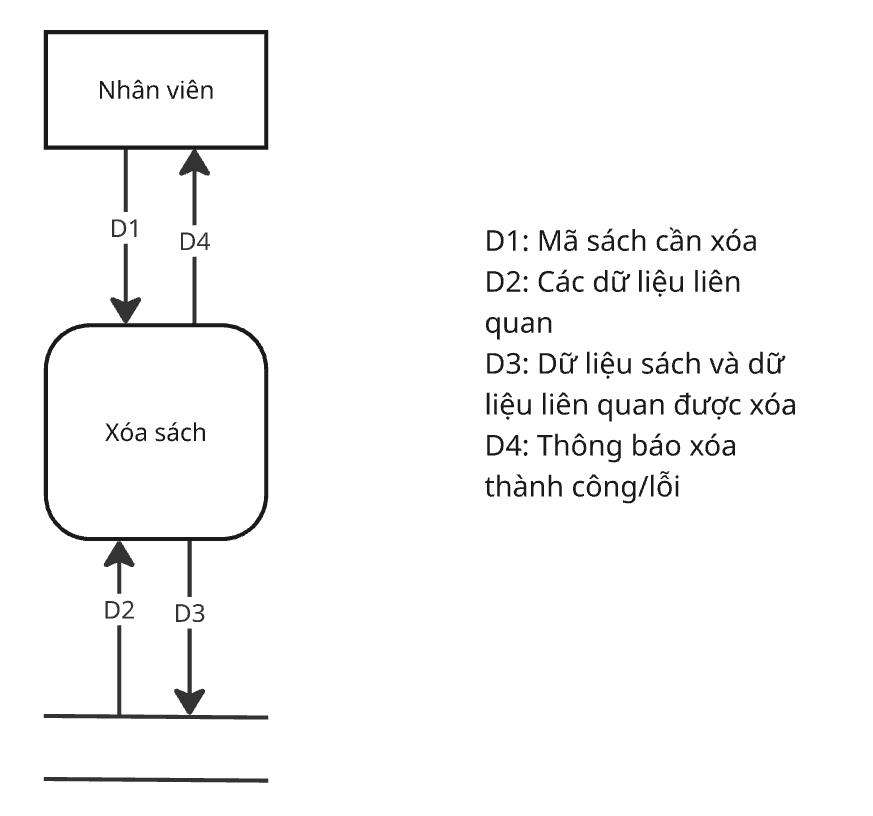 Nhân viên
D1
D4
Xóa sách
D2
D3
D1: Mã sách cần xóa
D2: Các dữ liệu liên
quan
D3: Dữ liệu sách và dữ
liệu liên quan được xóa
D4: Thông báo xóa
thành công/lỗi